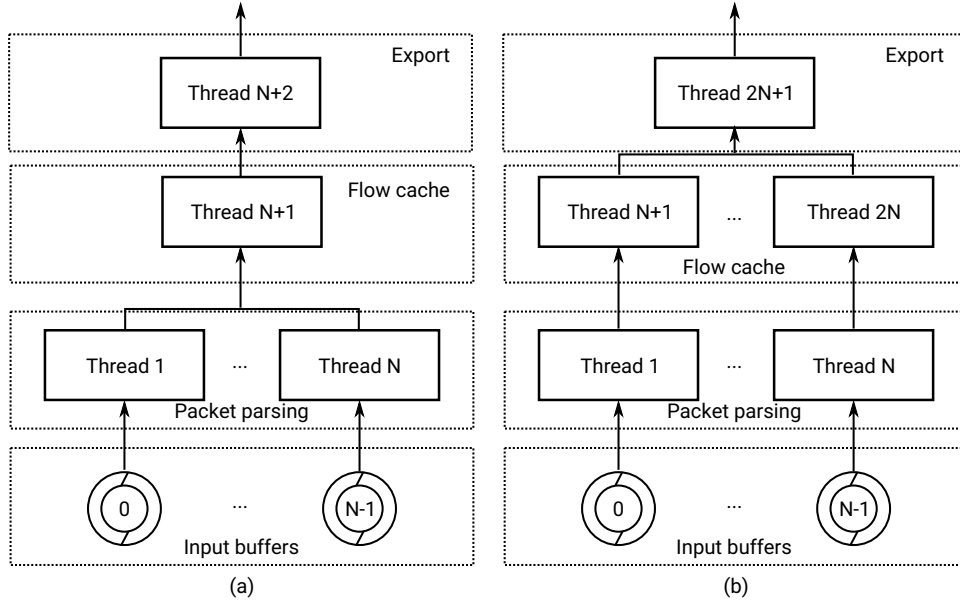 Export
Thread N+2
Flow cache
Thread N+1
Thread 1
...
Thread N
Packet parsing
0
...
N-1
Input buffers
(a)
Export
Thread 2N+1
Thread N+1
...
Thread 2N
Flow cache
Thread 1
...
Thread N
Packet parsing
0
...
N-1
Input buffers
(b)